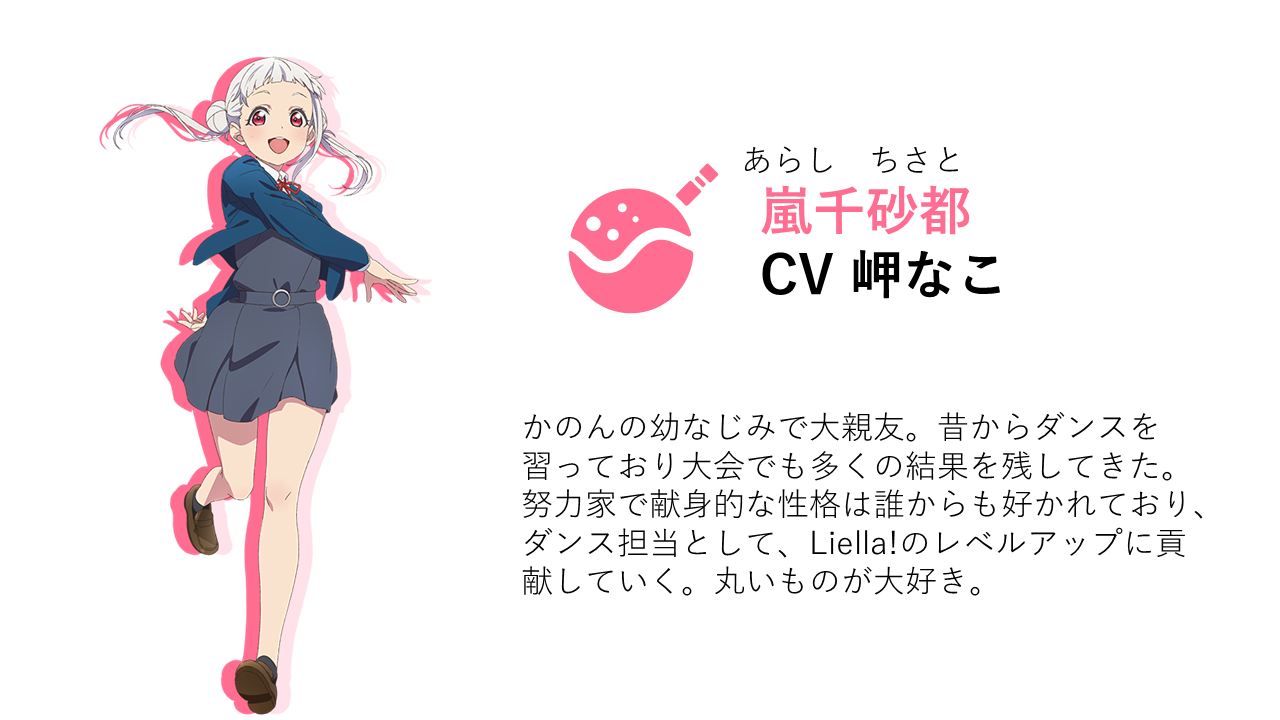 あらし　ちさと
嵐千砂都
CV 岬なこ
かのんの幼なじみで大親友。昔からダンスを
習っており大会でも多くの結果を残してきた。
努力家で献身的な性格は誰からも好かれており、
ダンス担当として、Liella!のレベルアップに貢
献していく。丸いものが大好き。